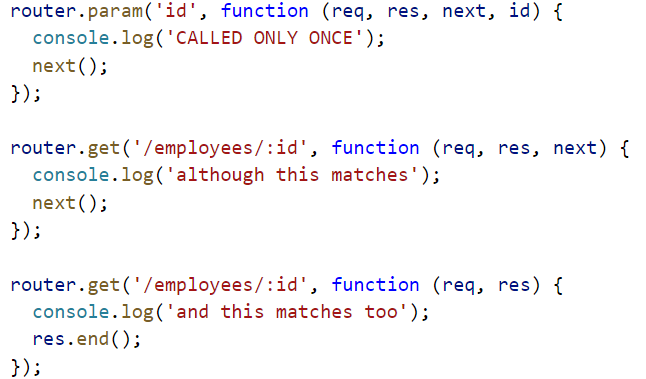 router.param('id', function (req, res, next, id) {
  console.log('CALLED ONLY ONCE');
  next();
});

router.get('/employees/:id', function (req, res, next) {
  console.log('although this matches');
  next();
});

router.get('/employees/:id', function (req, res) {
  console.log('and this matches too');
  res.end();
});